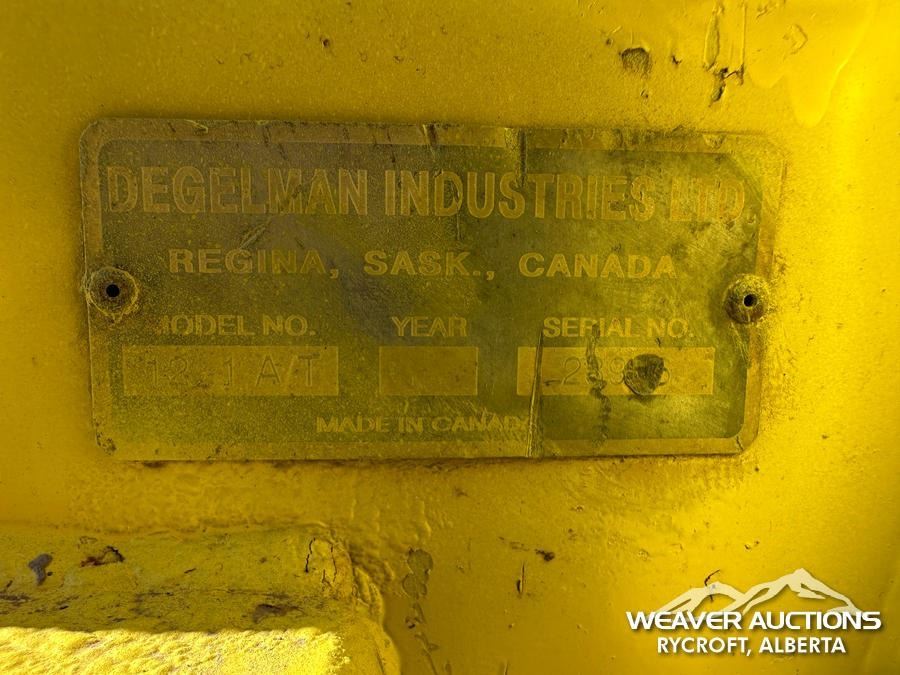 DEGELMAN INDUSTRIES LTD
REGINA, SASK., CANADA
MODEL NO. YEAR SERIAL NO.
A/T
MADE IN CANADA
WEAVER AUCTIONS
RYCROFT, ALBERTA